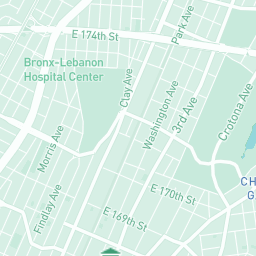 E 174th St
Park Ave
Bronx-Lebanon
Hospital Center
Clay Ave
Washington Ave
3rd Ave
Crotona Ave
Morris Ave
Findlay Ave
E 170th St
E 169th St
CH
G